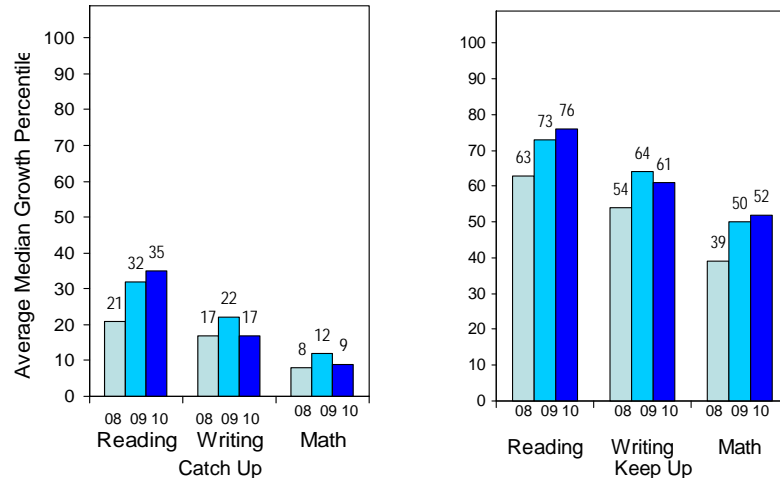 Average Median Growth Percentile
100
90
80
70
60
50
40
30
20
10
0
21
32
35
17
22
17
8
12
9
08 09 10
08 09 10
08 09 10
Reading
Writing
Math
Catch Up
100
90
80
70
60
50
40
30
20
10
0
63
73
76
54
64
61
39
50
52
08 09 10
08 09 10
08 09 10
Reading
Writing
Math
Keep Up